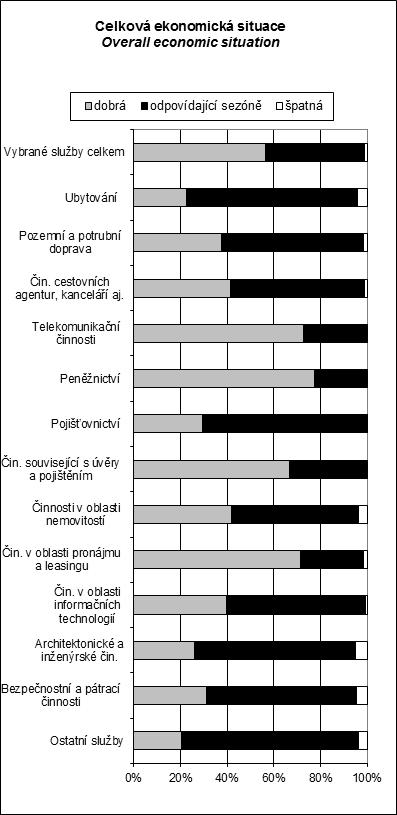 Celková ekonomická situace
Overall economic situation
dobrá odpovídající sézóně špatná
Vybrané služby celkem
Ubytování
Pozemní a potrubní
doprava
Čin. cestovních
agentur, kanceláří aj.
Telekomunikační
činnosti
Peněžnictví
Pojišťovnictví
Čin. související s úvěry
a pojištěním
Činnosti v oblasti
nemovitostí
Čin. v oblasti pronájmu
a leasingu
Čin. v oblasti
informačních
technologií
Architektonické a
inženýrské čin.
Bezpečnostní a pátrací
činnosti
Ostatní služby
0% 20% 40% 60% 80% 100%